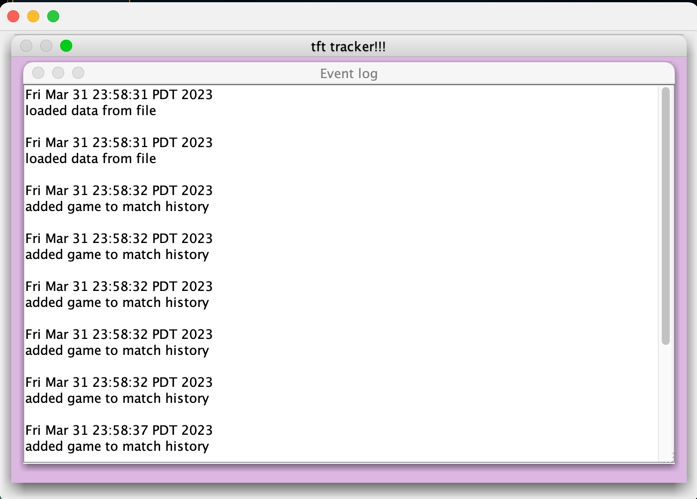 tft tracker!!!
Event log
Fri Mar 31 23:58:31 PDT 2023
loaded data from file
Fri Mar 31 23:58:31 PDT 2023
loaded data from file
Fri Mar 31 23:58:32 PDT 2023
added game to match history
Fri Mar 31 23:58:32 PDT 2023
added game to match history
Fri Mar 31 23:58:32 PDT 2023
added game to match history
Fri Mar 31 23:58:32 PDT 2023
added game to match history
Fri Mar 31 23:58:32 PDT 2023
added game to match history
Fri Mar 31 23:58:37 PDT 2023
added game to match history